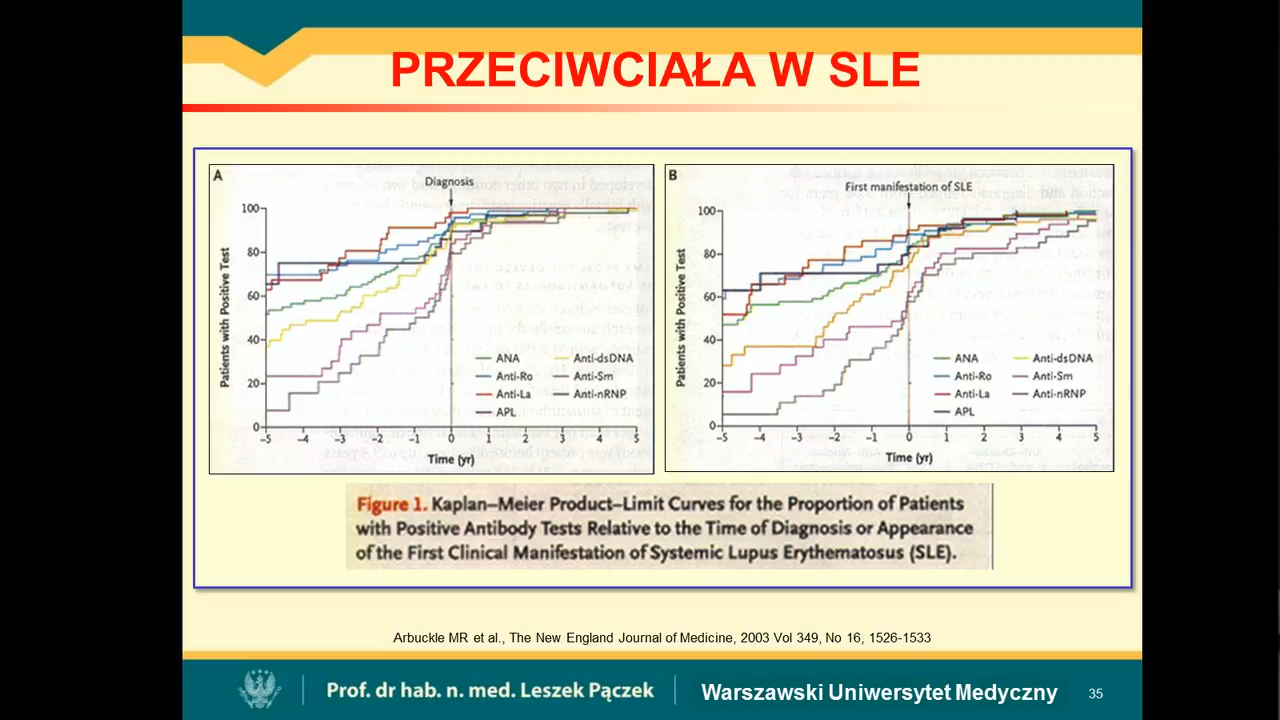 PRZECIWCIAŁA W SLE
A
Diagnosis
Patients with Positive Test
100
80
60
40
20
0
−5 −4 −3 −2 −1 0 1 2 3 4 5
Time (yr)
ANA Anti-dsDNA
Anti-Ro Anti-Sm
Anti-La Anti-nRNP
APL
B
First manifestation of SLE
Patients with Positive Test
100
80
60
40
20
0
−5 −4 −3 −2 −1 0 1 2 3 4 5
Time (yr)
ANA Anti-dsDNA
Anti-Ro Anti-Sm
Anti-La Anti-nRNP
APL
Figure 1. Kaplan–Meier Product–Limit Curves for the Proportion of Patients
with Positive Antibody Tests Relative to the Time of Diagnosis or Appearance
of the First Clinical Manifestation of Systemic Lupus Erythematosus (SLE).
Arbuckle MR et al., The New England Journal of Medicine, 2003 Vol 349, No 16, 1526-1533
Prof. dr hab. n. med. Leszek Pączek
Warszawski Uniwersytet Medyczny
35